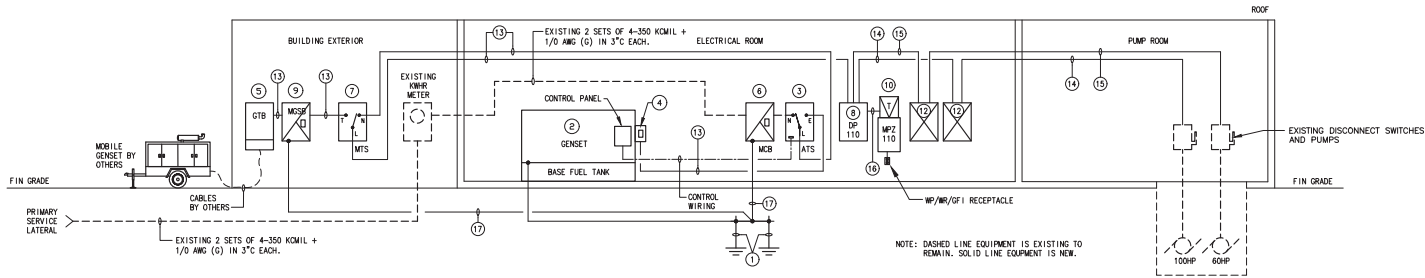 ROOF
BUILDING EXTERIOR
13
EXISTING 2 SETS OF 4-350 KCMIL +
1/0 AWG (G) IN 3"C EACH.
ELECTRICAL ROOM
14
15
PUMP ROOM
14
15
5
13
9
13
7
EXISTING
KWHR
METER
GTB
MGSB
T
N
L
MTS
CONTROL PANEL
4
2
GENSET
BASE FUEL TANK
13
6
MCB
3
N
E
L
ATS
8
DP
110
10
T
MPZ
110
12
12
16
WP/WR/GFI RECEPTACLE
EXISTING DISCONNECT SWITCHES
AND PUMPS
MOBILE
GENSET BY
OTHERS
FIN GRADE
CABLES
BY OTHERS
CONTROL
WIRING
17
17
1
FIN GRADE
PRIMARY
SERVICE
LATERAL
EXISTING 2 SETS OF 4-350 KCMIL +
1/0 AWG (G) IN 3"C EACH.
NOTE: DASHED LINE EQUIPMENT IS EXISTING TO
REMAIN. SOLID LINE EQUPMENT IS NEW.
100HP
60HP